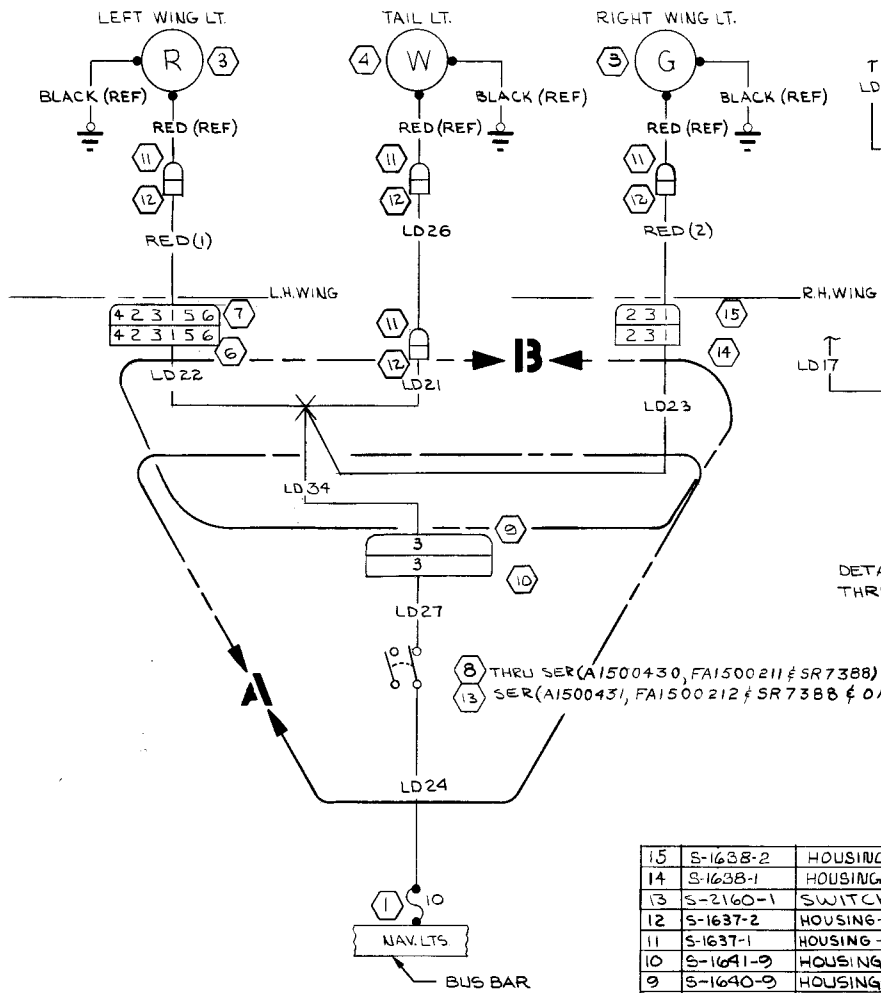 LEFT WING LT.
TAIL LT.
RIGHT WING LT.
R
3
4
W
3
G
T
LD
BLACK (REF)
BLACK (REF)
BLACK (REF)
RED (REF)
RED (REF)
RED (REF)
11
11
11
12
12
12
LD26
RED (1)
RED (2)
L.H. WING
R.H. WING
4 2 3 1 5 6
7
2 3 1
15
4 2 3 1 5 6
11
2 3 1
6
12
B
14
LD22
LD21
LD17
LD23
LD34
3
9
3
10
DETA
THR
LD27
8 THRU SER (A1500430, FA1500211 & SR7388)
13 SER (A1500431, FA1500212 & SR7388 & O
A
LD24
15 S-1638-2 HOUSING
14 S-1638-1 HOUSING
13 S-2160-1 SWITC
12 S-1637-2 HOUSING-
11 S-1637-1 HOUSING-
10 S-1641-9 HOUSING
9 S-1640-9 HOUSING
1
10
NAV. LTS.
BUS BAR